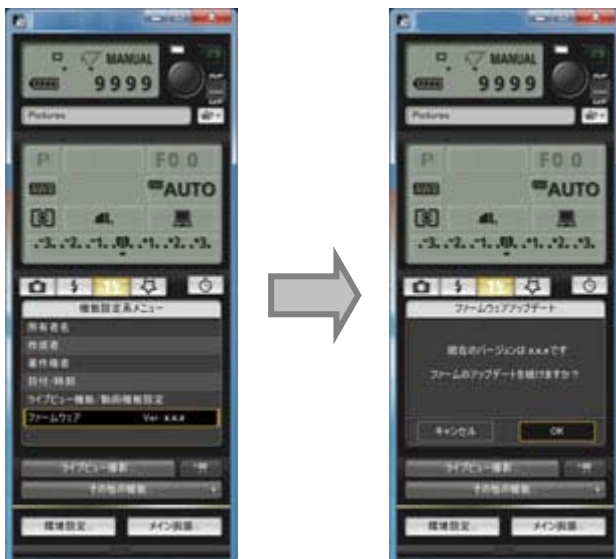 MANUAL
9999
Pictures
P F0.0
AWB AUTO
L
-3..-2..-1..0..+1..+2..+3
機能設定系メニュー
所有者名
作成者
著作権者
日付/時刻
ライブビュー機能/動画機能設定
ファームウェア Ver x.x.x
ライブビュー撮影...
その他の機能...
環境設定... メイン画面...
MANUAL
9999
Pictures
P F0.0
AWB AUTO
L
-3..-2..-1..0..+1..+2..+3
ファームウェアアップデート
現在のバージョンは x.x.xです
ファームのアップデートを続けますか?
キャンセル OK
ライブビュー撮影...
その他の機能...
環境設定... メイン画面...